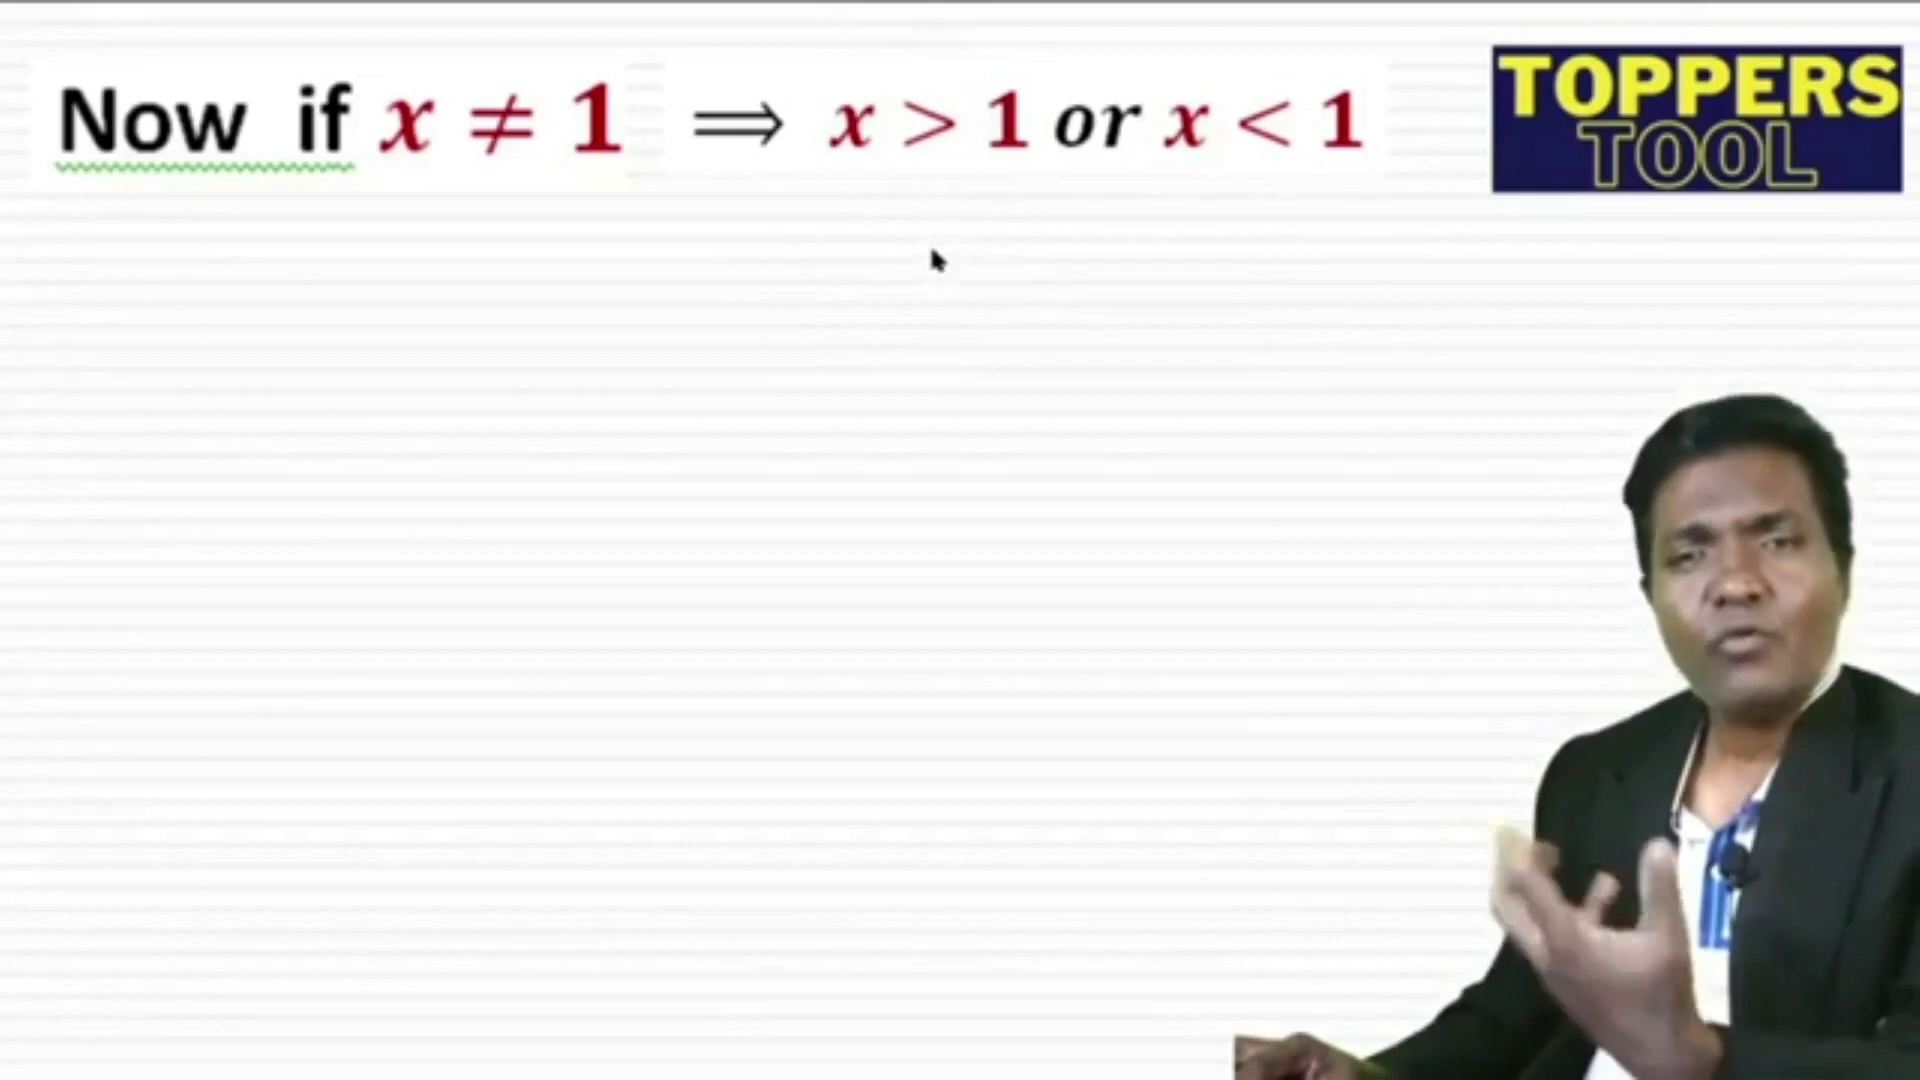 Now if x ≠ 1 ⟹ x > 1 or x < 1
TOPPERS
TOOL